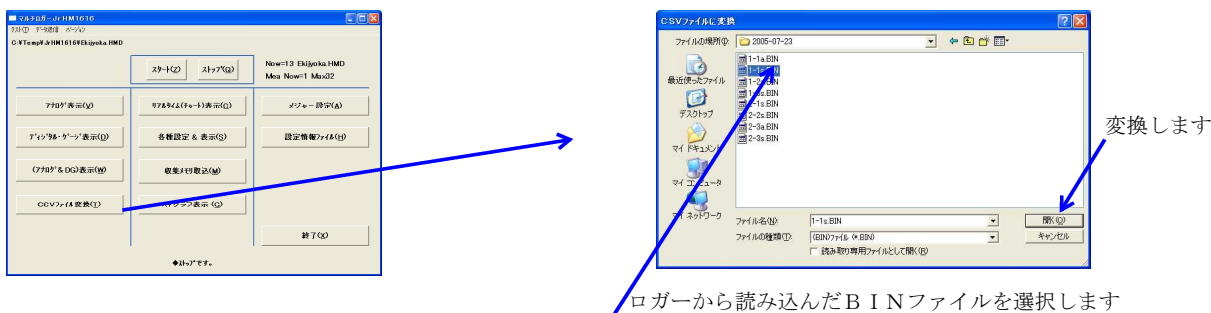 マルチロガー Jr HM1616
テスト(T) データ送信 バージョン
C:¥Temp¥JrHM1616¥Ekijyoka.HMD
スタート(Z) ストップ(Q)
Now=13 Ekijyoka.HMD
Mea Now=1 Max32
アナログ表示(V) リアルタイム(チャート)表示(C) メジャー設定(A)
ディジタル・ゲージ表示(D) 各種設定 & 表示(S) 設定情報ファイル(H)
(アナログ & DG)表示(W) 収集メモリ取込(M)
CSVファイル変換(T) グラフ表示 (G)
終了(X)
◆ストップです。
CSVファイルに変換
ファイルの場所(I): 2005-07-23
最近使ったファイル
デスクトップ
マイ ドキュメント
マイ コンピュータ
マイ ネットワーク
1-1a.BIN
1-1s.BIN
1-2
2-2s.BIN
2-3a.BIN
2-3s.BIN
ファイル名(N): 1-1s.BIN 開く(O)
ファイルの種類(T): (BIN)ファイル (*.BIN) キャンセル
読み取り専用ファイルとして開く(R)
変換します
ロガーから読み込んだＢＩＮファイルを選択します